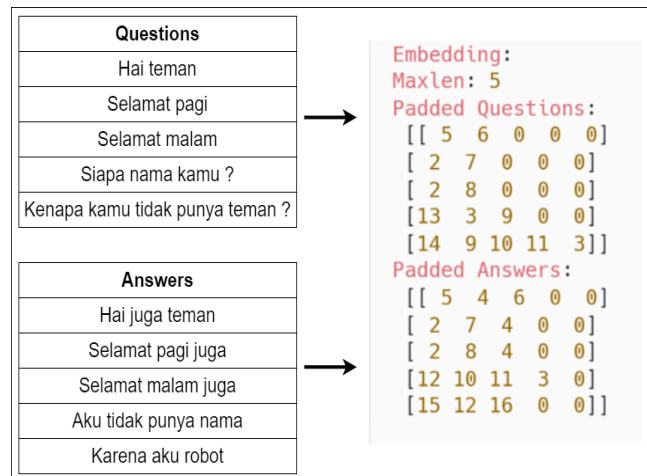 Questions
Hai teman
Selamat pagi
Selamat malam
Siapa nama kamu ?
Kenapa kamu tidak punya teman ?
Answers
Hai juga teman
Selamat pagi juga
Selamat malam juga
Aku tidak punya nama
Karena aku robot
Embedding:
Maxlen: 5
Padded Questions:
[[ 5 6 0 0 0]
[ 2 7 0 0 0]
[ 2 8 0 0 0]
[13 3 9 0 0]
[14 9 10 11 3]]
Padded Answers:
[[ 5 4 6 0 0]
[ 2 7 4 0 0]
[ 2 8 4 0 0]
[12 10 11 3 0]
[15 12 16 0 0]]